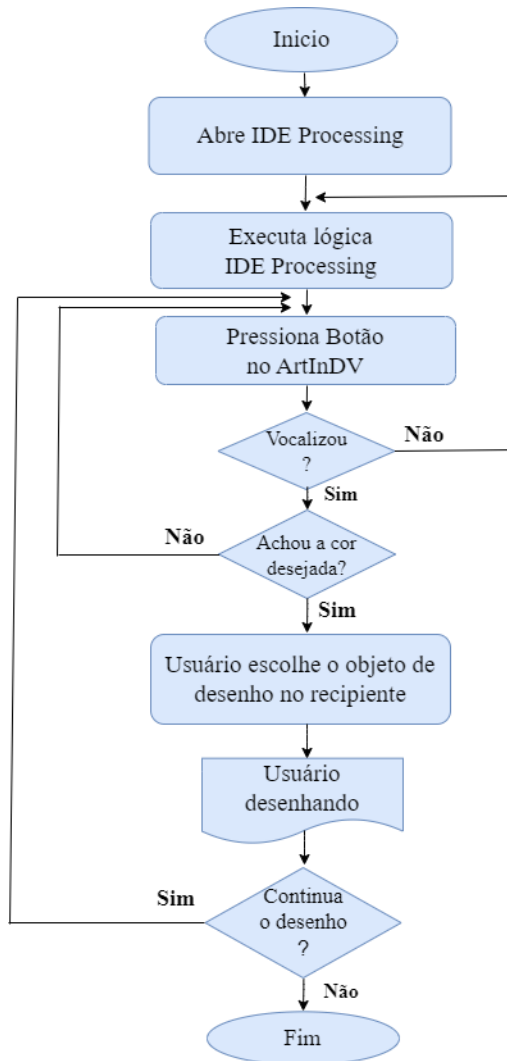 Inicio
Abre IDE Processing
Executa lógica
IDE Processing
Pressiona Botão
no ArtInDV
Vocalizou
?
Não
Sim
Não
Achou a cor
desejada?
Sim
Usuário escolhe o objeto de
desenho no recipiente
Usuário
desenhando
Sim
Continua
o desenho
?
Não
Fim